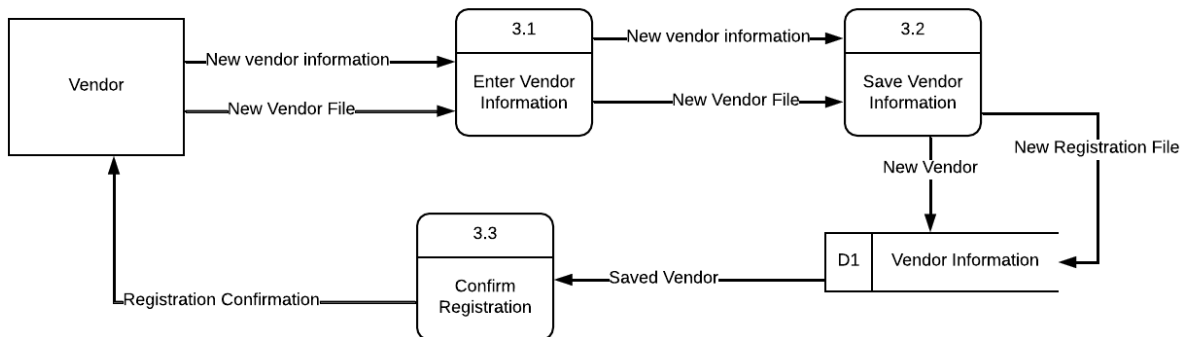 Vendor
New vendor information
New Vendor File
3.1
Enter Vendor
Information
New vendor information
New Vendor File
3.2
Save Vendor
Information
New Registration File
New Vendor
D1
Vendor Information
Saved Vendor
3.3
Confirm
Registration
Registration Confirmation